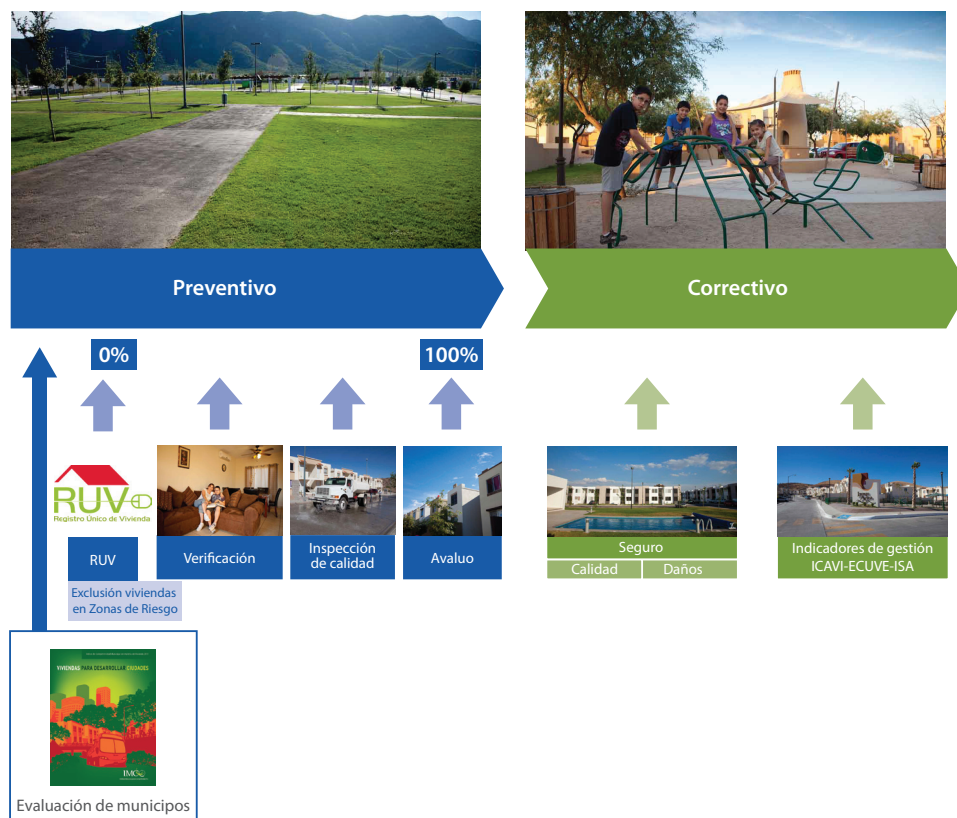 Preventivo
Correctivo
0%
100%
RUV
Registro Único de Vivienda
RUV
Verificación
Inspección
de calidad
Avaluo
Seguro
Calidad
Daños
Indicadores de gestión
ICAVI-ECUVE-ISA
Exclusión viviendas
en Zonas de Riesgo
VIVIENDAS PARA DESARROLLAR CIUDADES
IMCO
Evaluación de municipos